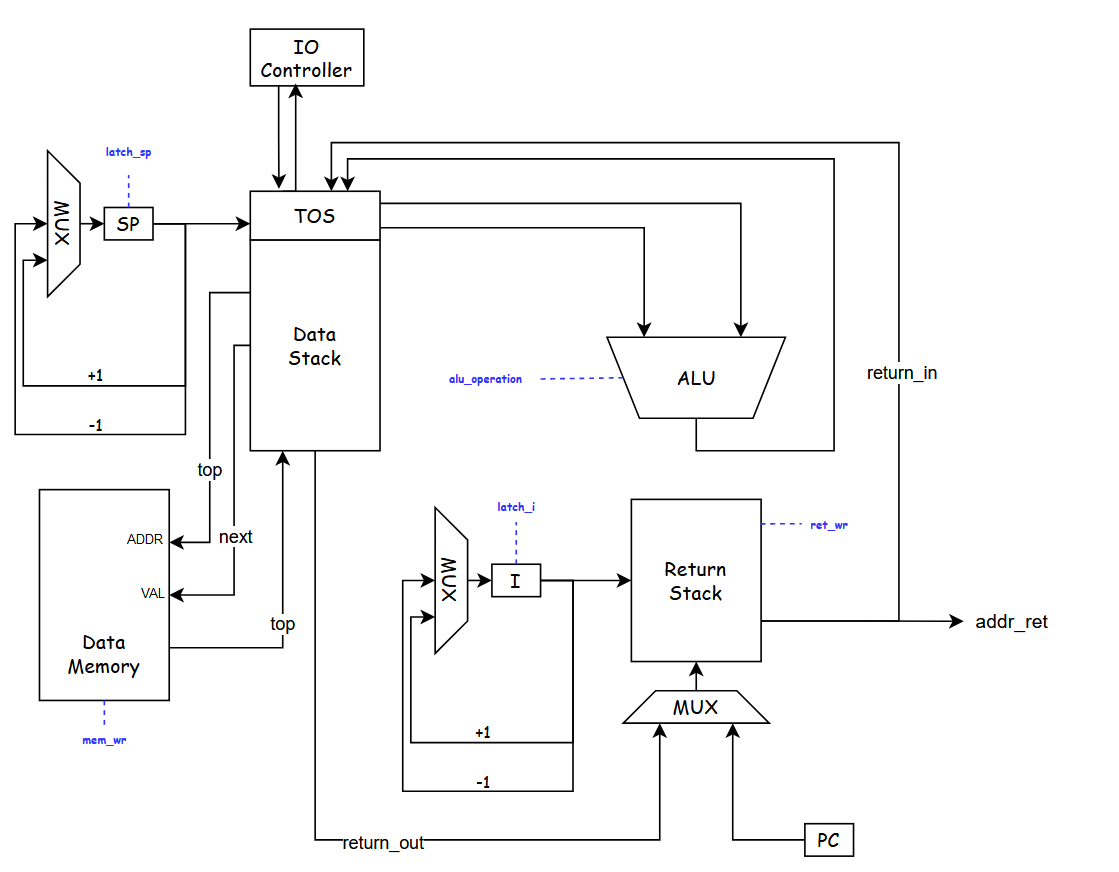 IO
Controller
latch_sp
MUX
SP
TOS
Data
Stack
+1
-1
alu_operation
ALU
return_in
top
next
ADDR
VAL
top
Data
Memory
mem_wr
latch_i
MUX
I
+1
-1
ret_wr
Return
Stack
addr_ret
MUX
return_out
PC